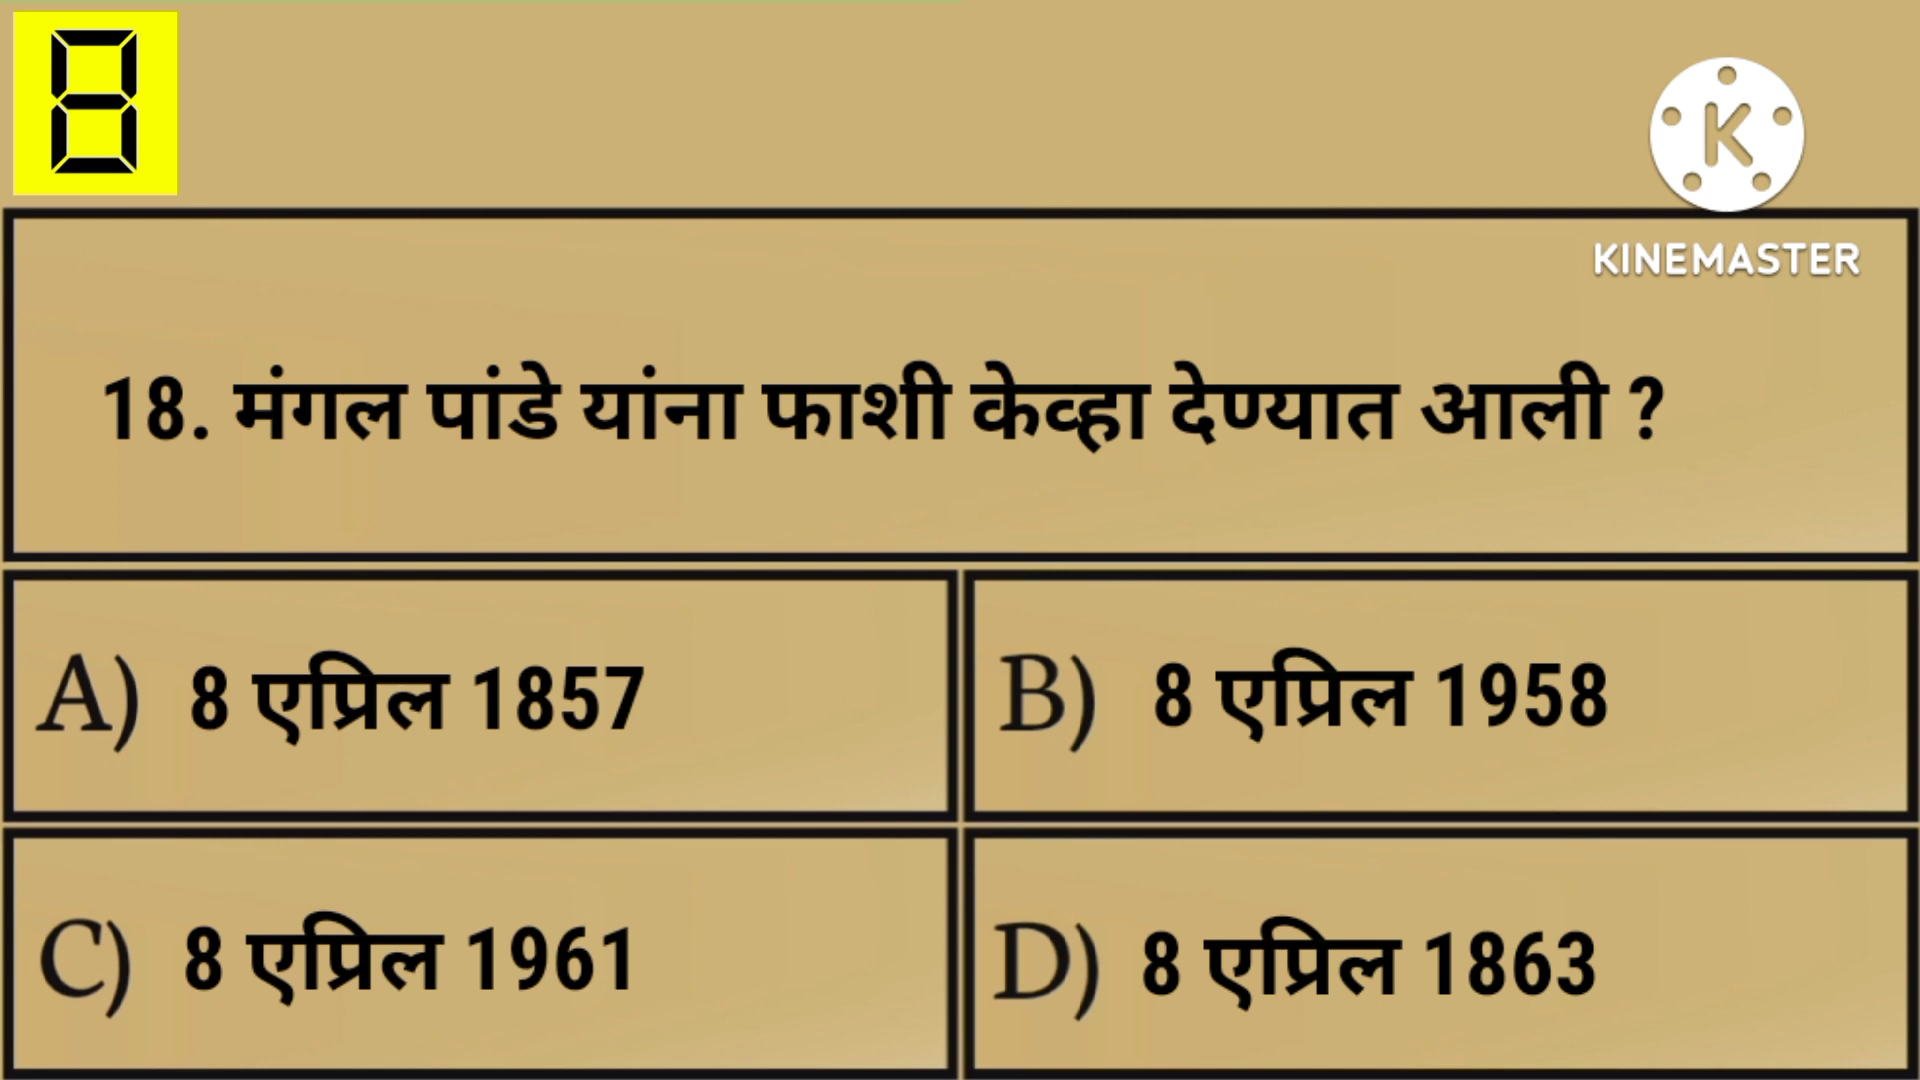 8
K
KINEMASTER
18. मंगल पांडे यांना फाशी केव्हा देण्यात आली ?
A) 8 एप्रिल 1857
B) 8 एप्रिल 1958
C) 8 एप्रिल 1961
D) 8 एप्रिल 1863